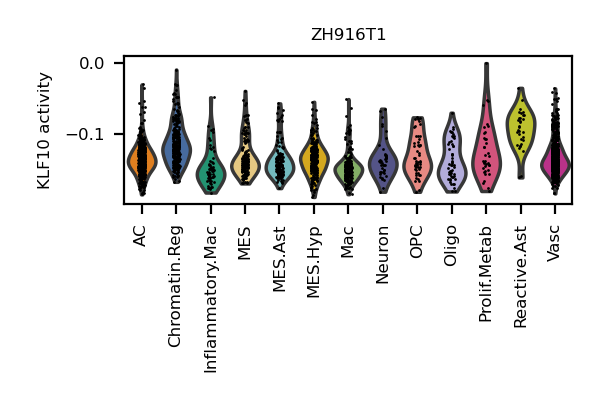 ZH916T1
KLF10 activity
0.0
−0.1
AC
Chromatin.Reg
Inflammatory.Mac
MES
MES.Ast
MES.Hyp
Mac
Neuron
OPC
Oligo
Prolif.Metab
Reactive.Ast
Vasc